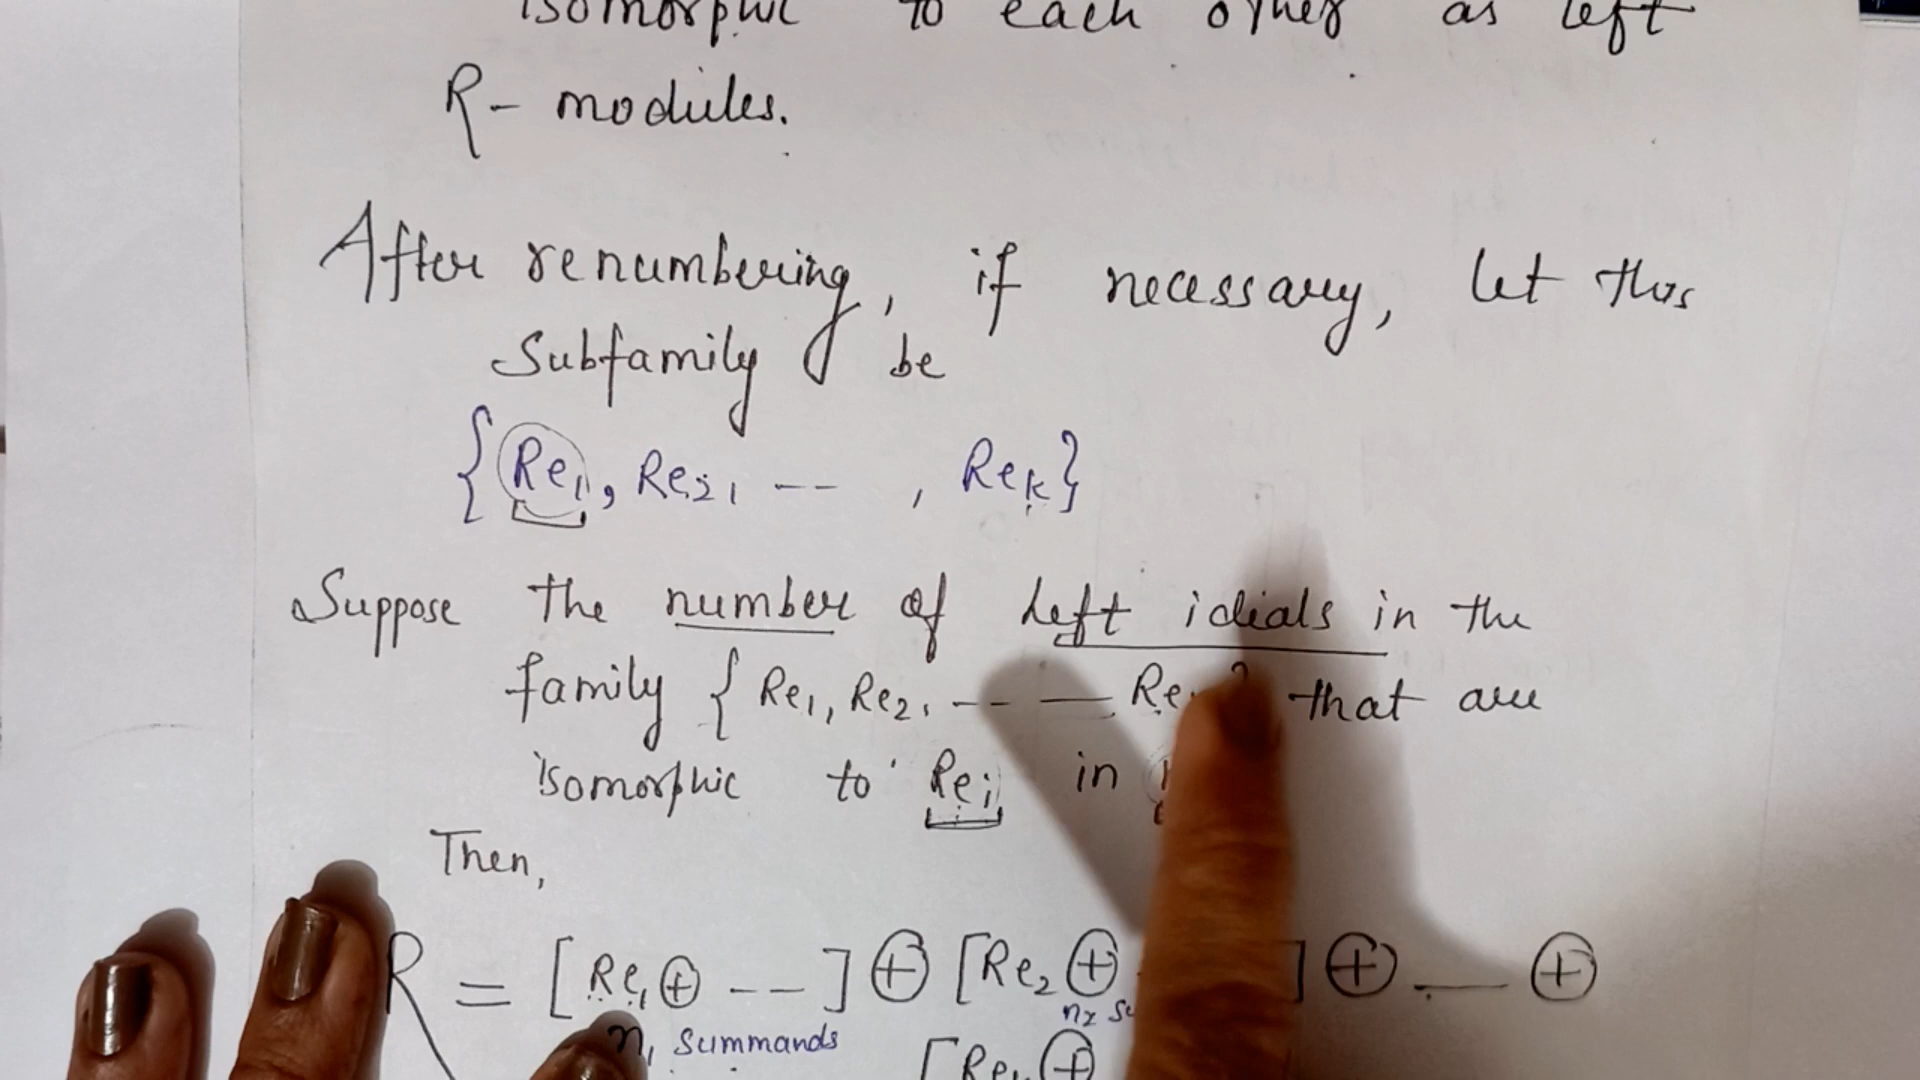 isomorphic to each other as left
R- modules.
After renumbering, if necessary, let this
Subfamily be
{Re₁, Re₂, -- , Reₖ}
Suppose the number of left ideals in the
family { Re₁, Re₂, -- — Re } that are
isomorphic to Reᵢ in
Then,
R = [Re₁ ⊕ --] ⊕ [Re₂ ⊕ ] ⊕ -— ⊕
n₁ summands n₂
[Reₖ ⊕